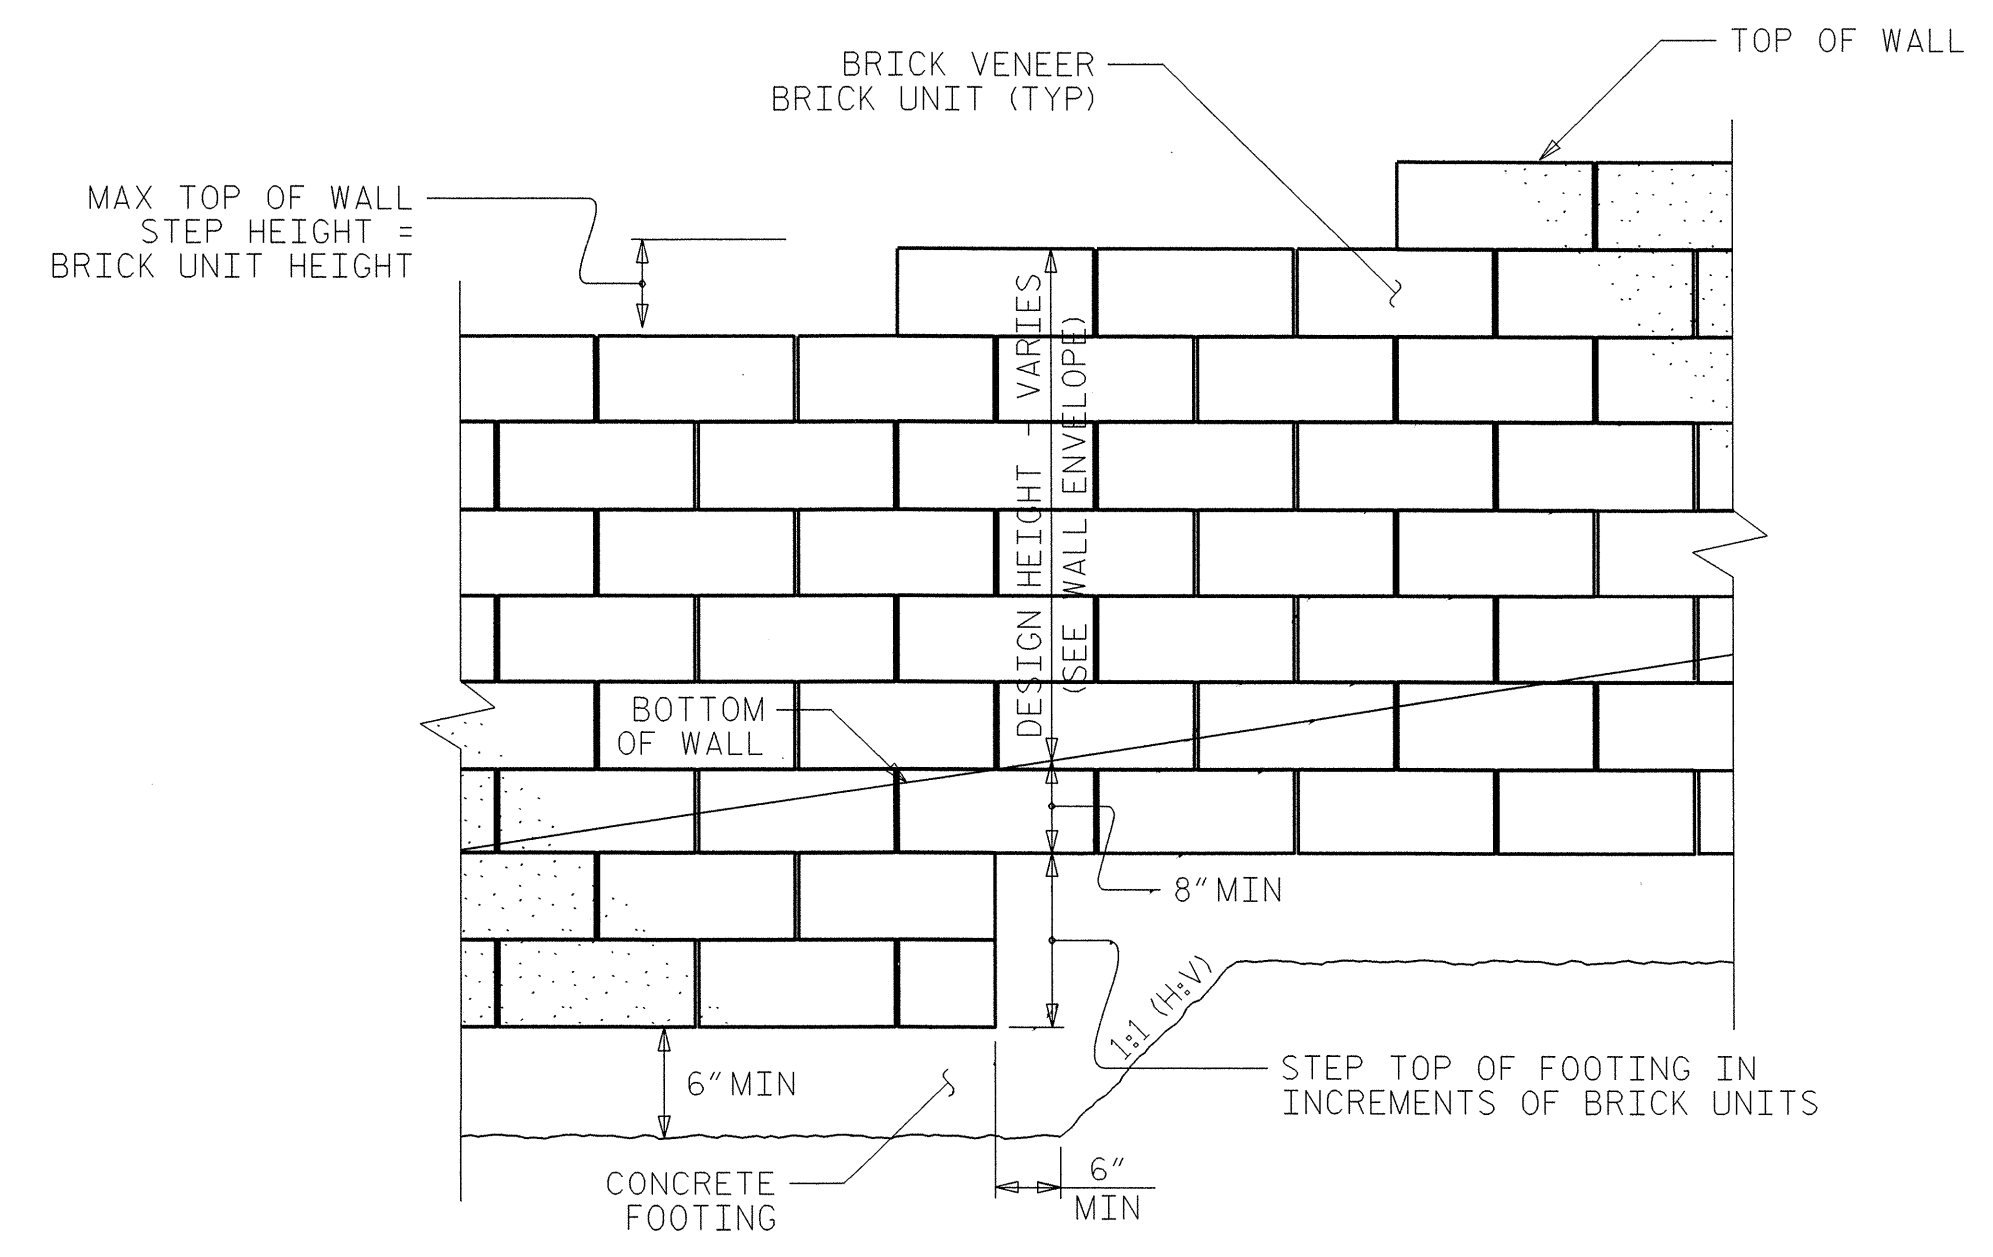 TOP OF WALL
BRICK VENEER
BRICK UNIT (TYP)
MAX TOP OF WALL
STEP HEIGHT =
BRICK UNIT HEIGHT
DESIGN HEIGHT - VARIES
(SEE WALL ENVELOPE)
BOTTOM
OF WALL
8" MIN
1:1 (H:V)
6" MIN
STEP TOP OF FOOTING IN
INCREMENTS OF BRICK UNITS
CONCRETE
FOOTING
6"
MIN